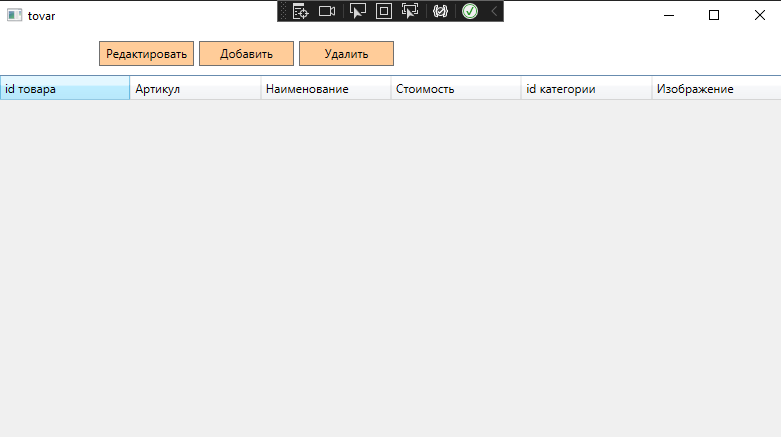 tovar
Редактировать Добавить Удалить
id товара Артикул Наименование Стоимость id категории Изображение